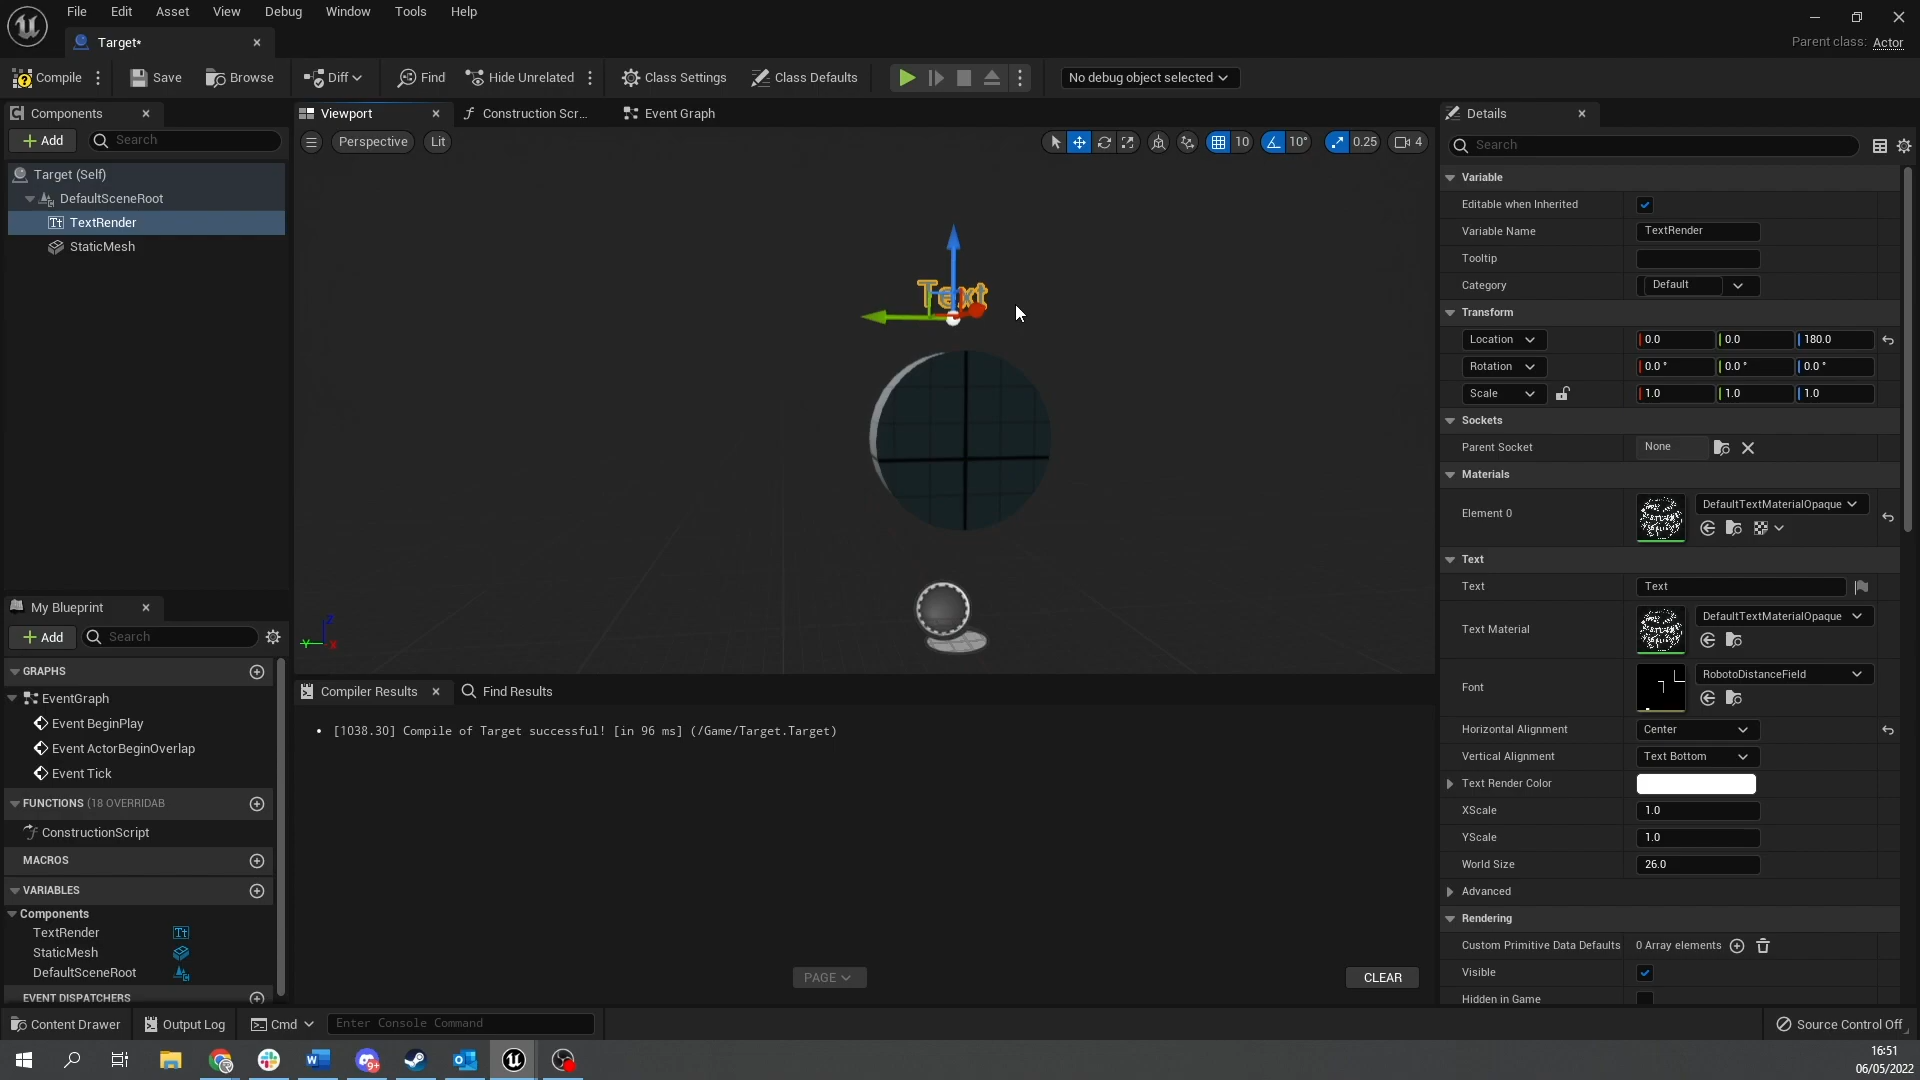 File Edit Asset View Debug Window Tools Help
Target*
Parent class: Actor
Compile Save Browse Diff Find Hide Unrelated Class Settings Class Defaults No debug object selected
Components
Add Search
Target (Self)
DefaultSceneRoot
TextRender
StaticMesh
Viewport Construction Scr... Event Graph
Perspective Lit 10 10° 0.25 4
Text
Z
Y
X
My Blueprint
Add Search
GRAPHS
EventGraph
Event BeginPlay
Event ActorBeginOverlap
Event Tick
FUNCTIONS (18 OVERRIDAB
ConstructionScript
MACROS
VARIABLES
Components
TextRender
StaticMesh
DefaultSceneRoot
EVENT DISPATCHERS
Compiler Results Find Results
• [1038.30] Compile of Target successful! [in 96 ms] (/Game/Target.Target)
PAGE CLEAR
Details
Search
Variable
Editable when Inherited
Variable Name TextRender
Tooltip
Category Default
Transform
Location 0.0 0.0 180.0
Rotation 0.0 ° 0.0 ° 0.0 °
Scale 1.0 1.0 1.0
Sockets
Parent Socket None
Materials
Element 0 DefaultTextMaterialOpaque
Text
Text Text
Text Material DefaultTextMaterialOpaque
Font RobotoDistanceField
Horizontal Alignment Center
Vertical Alignment Text Bottom
Text Render Color
XScale 1.0
YScale 1.0
World Size 26.0
Advanced
Rendering
Custom Primitive Data Defaults 0 Array elements
Visible
Hidden in Game
Content Drawer Output Log Cmd Enter Console Command Source Control Off
9+
16:51
06/05/2022